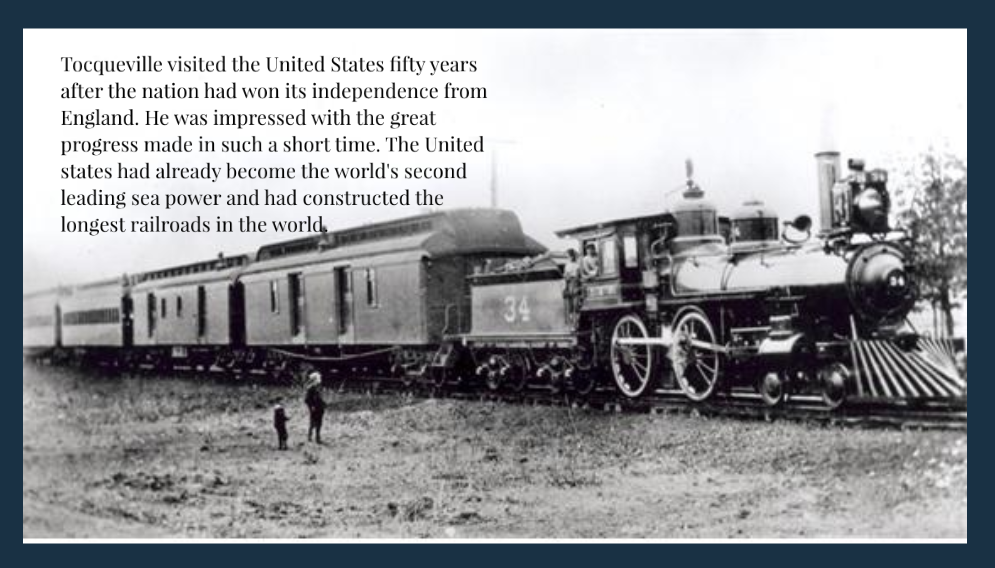 Tocqueville visited the United States fifty years
after the nation had won its independence from
England. He was impressed with the great
progress made in such a short time. The United
states had already become the world's second
leading sea power and had constructed the
longest railroads in the world.
34
34